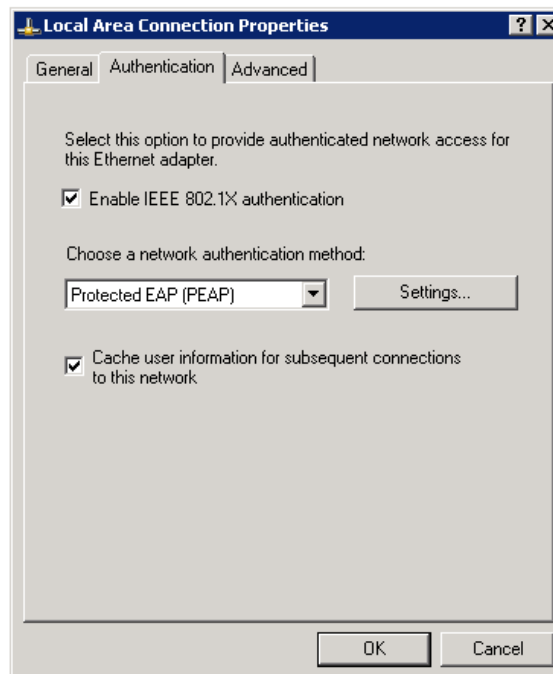 Local Area Connection Properties
General Authentication Advanced
Select this option to provide authenticated network access for
this Ethernet adapter.
Enable IEEE 802.1X authentication
Choose a network authentication method:
Protected EAP (PEAP) Settings...
Cache user information for subsequent connections
to this network
OK Cancel